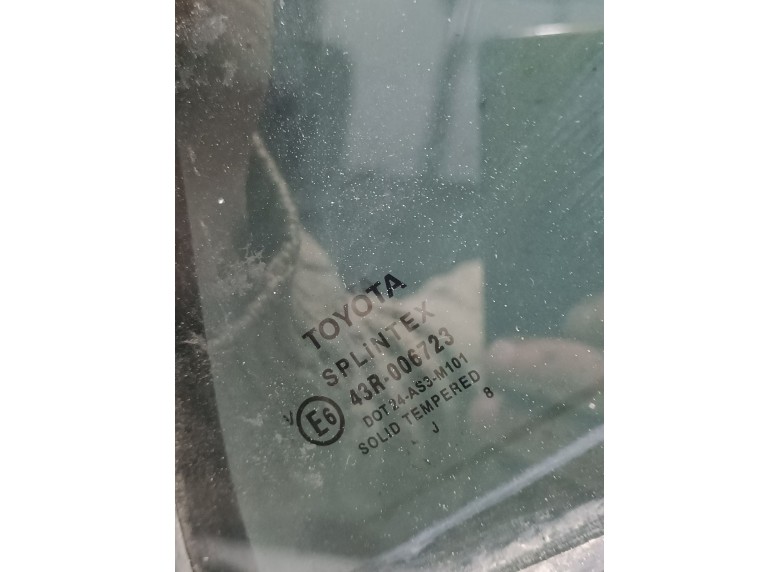 TOYOTA
SPLiNTEX
43R-006723
V E6 DOT 24-AS3-M101
SOLID TEMPERED
J 8